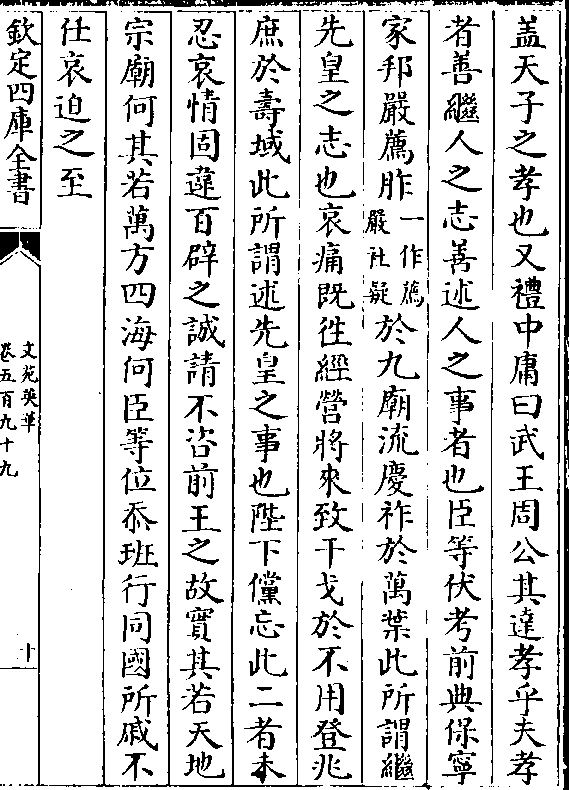 盖天子之孝也又禮中庸曰武王周公其達孝乎夫孝
者善繼人之志善述人之事者也臣等伏考前典保寧
家邦嚴薦胙一作薦嚴社疑於九廟流慶祚於萬葉此所謂繼
先皇之志也哀痛既徃經營將來致干戈於不用登兆
庶於壽域此所謂述先皇之事也陛下儻忘此二者未
忍哀情固違百辟之誠請不咨前王之故實其若天地
宗廟何其若萬方四海何臣等位忝班行同國所戚不
任哀迫之至
欽定四庫全書
文苑英華
卷五百九十九
十